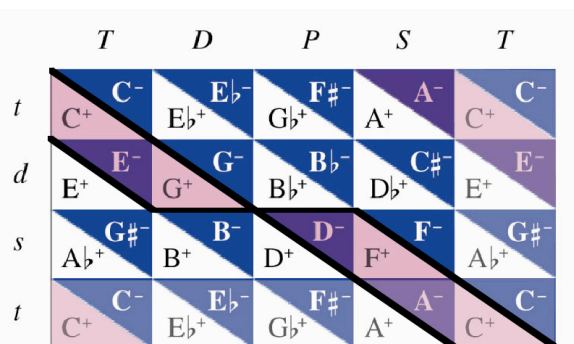 T D P S T
t C⁻ E♭⁻ F♯⁻ A⁻ C⁻
C⁺ E♭⁺ G♭⁺ A⁺ C⁺
d E⁻ G⁻ B♭⁻ C♯⁻ E⁻
E⁺ G⁺ B♭⁺ D♭⁺ E⁺
s G♯⁻ B⁻ D⁻ F⁻ G♯⁻
A♭⁺ B⁺ D⁺ F⁺ A♭⁺
t C⁻ E♭⁻ F♯⁻ A⁻ C⁻
C⁺ E♭⁺ G♭⁺ A⁺ C⁺